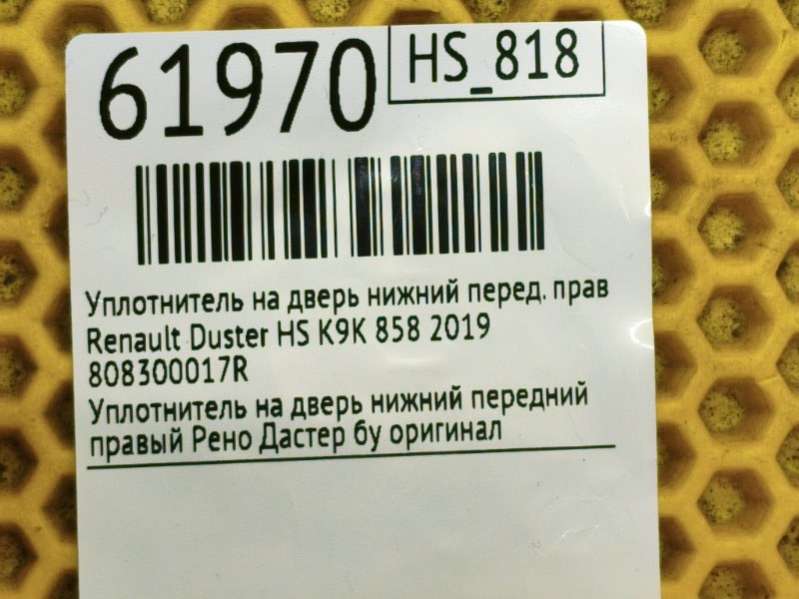 61970
HS_818
Уплотнитель на дверь нижний перед. прав
Renault Duster HS K9K 858 2019
808300017R
Уплотнитель на дверь нижний передний
правый Рено Дастер бу оригинал